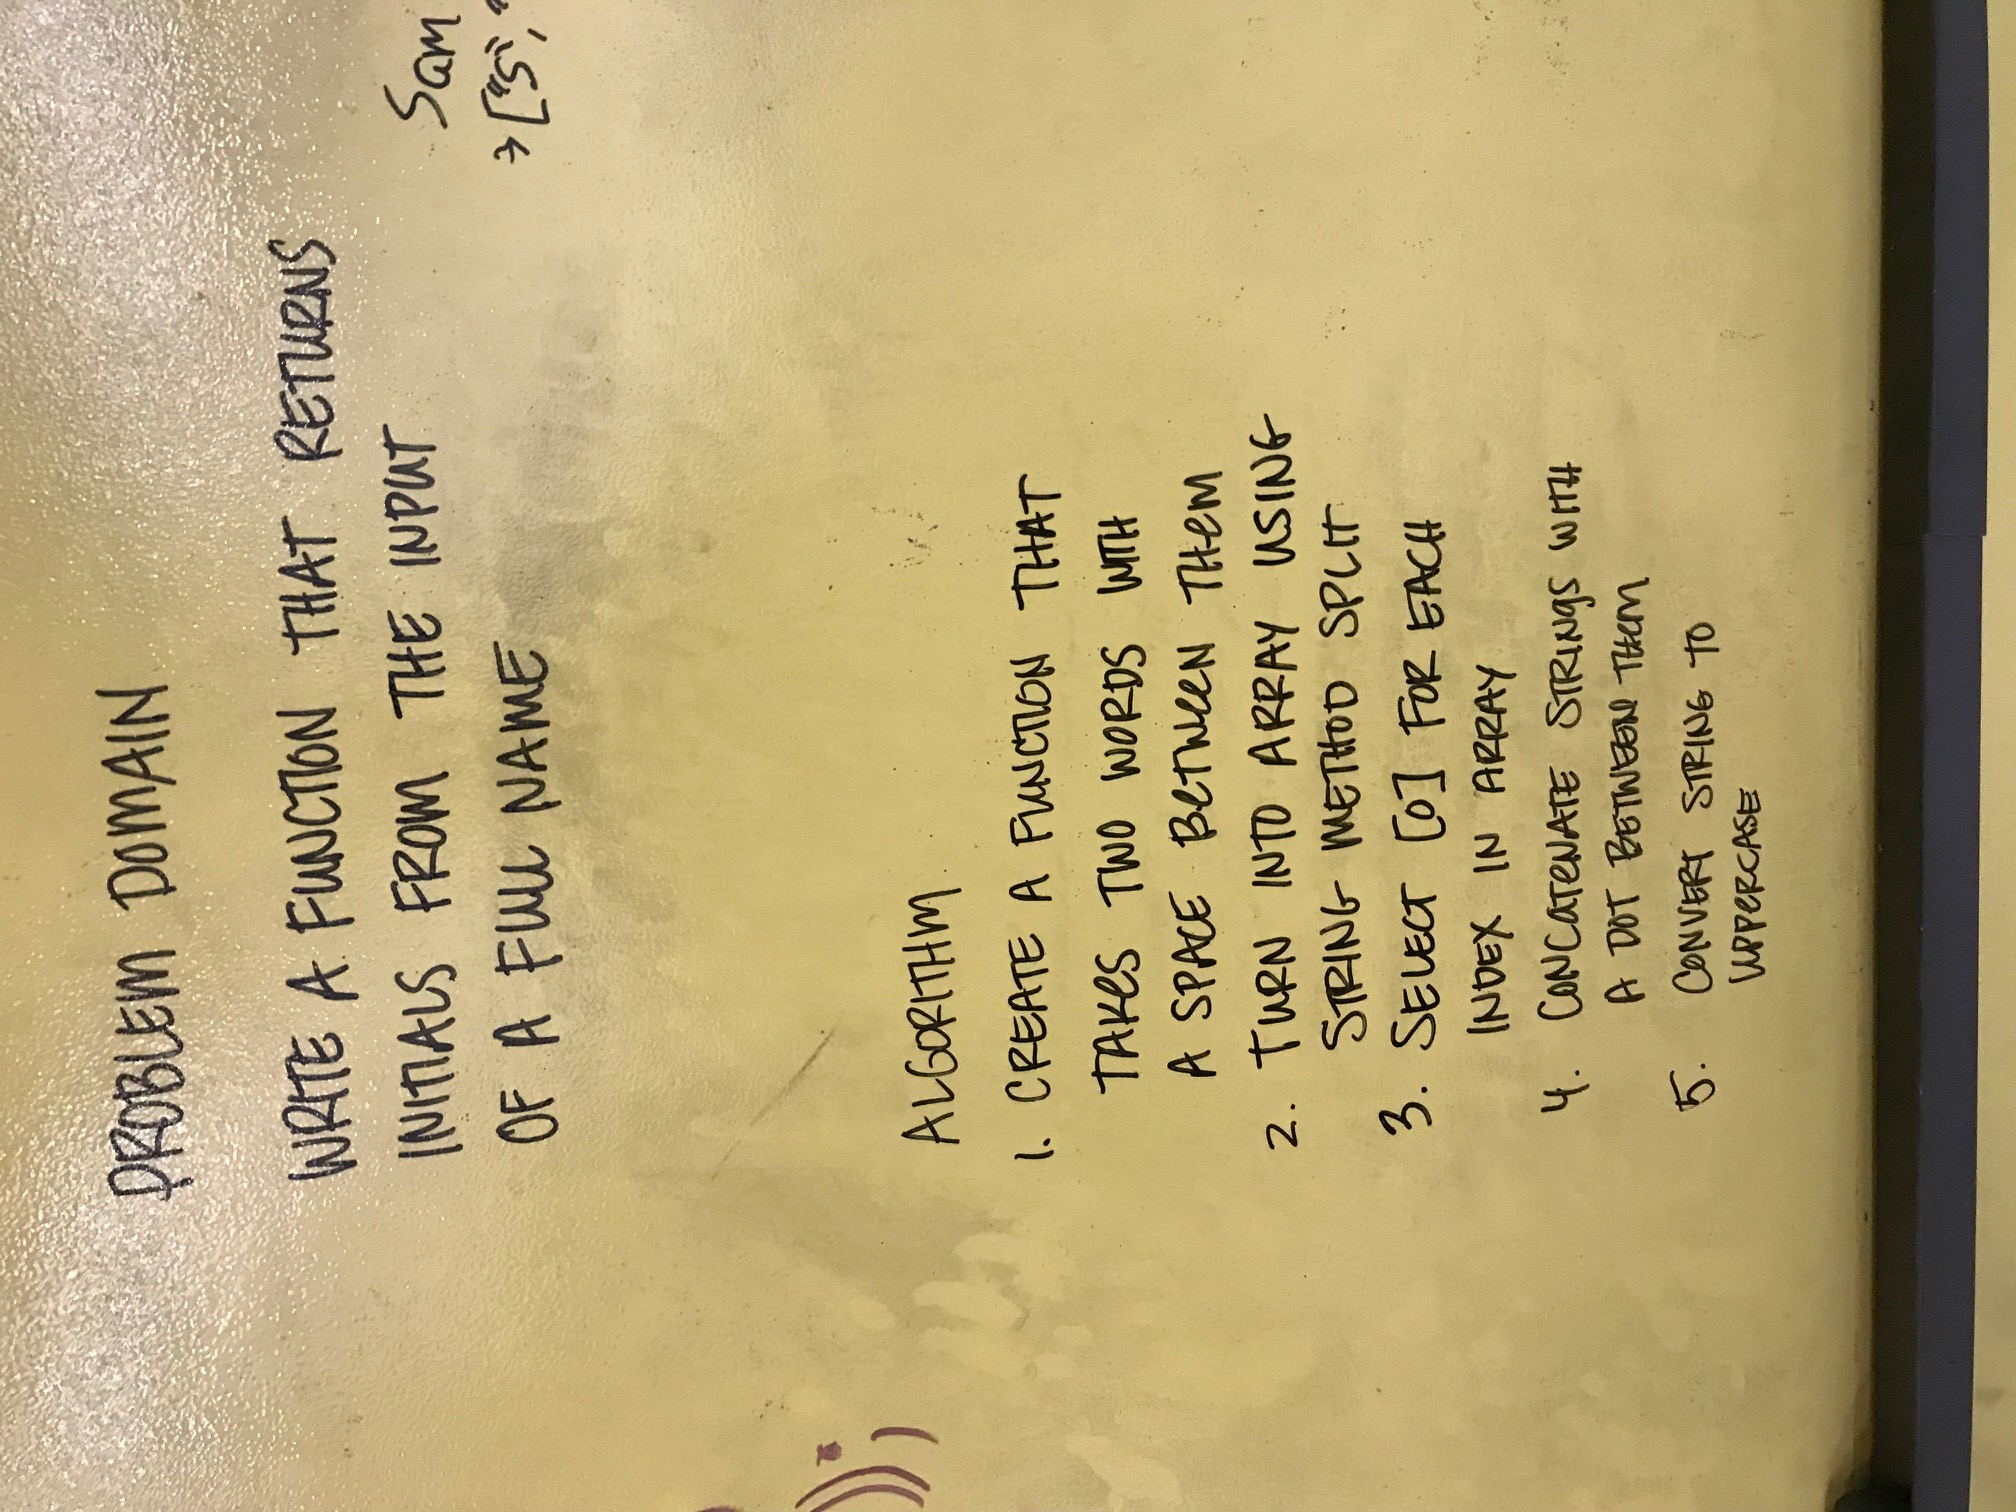 PROBLEM DOMAIN
WRITE A FUNCTION THAT RETURNS
INITIALS FROM THE INPUT
OF A FULL NAME
Sam
→ ["S", "
));
ALGORITHM
1. CREATE A FUNCTION THAT
TAKES TWO WORDS WITH
A SPACE BETWEEN THEM
2. TURN INTO ARRAY USING
STRING METHOD SPLIT
3. SELECT [0] FOR EACH
INDEX IN ARRAY
4. CONCATENATE STRINGS WITH
A DOT BETWEEN THEM
5. CONVERT STRING TO
UPPERCASE